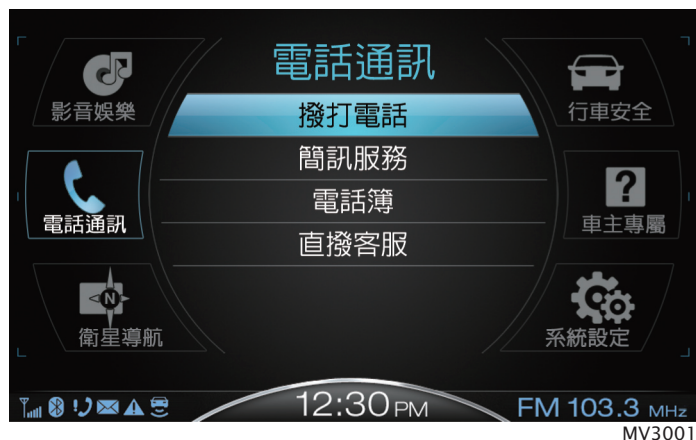 電話通訊
影音娛樂
電話通訊
衛星導航
撥打電話
簡訊服務
電話簿
直撥客服
行車安全
?
車主專屬
系統設定
N
12:30 PM
FM 103.3 MHz
MV3001